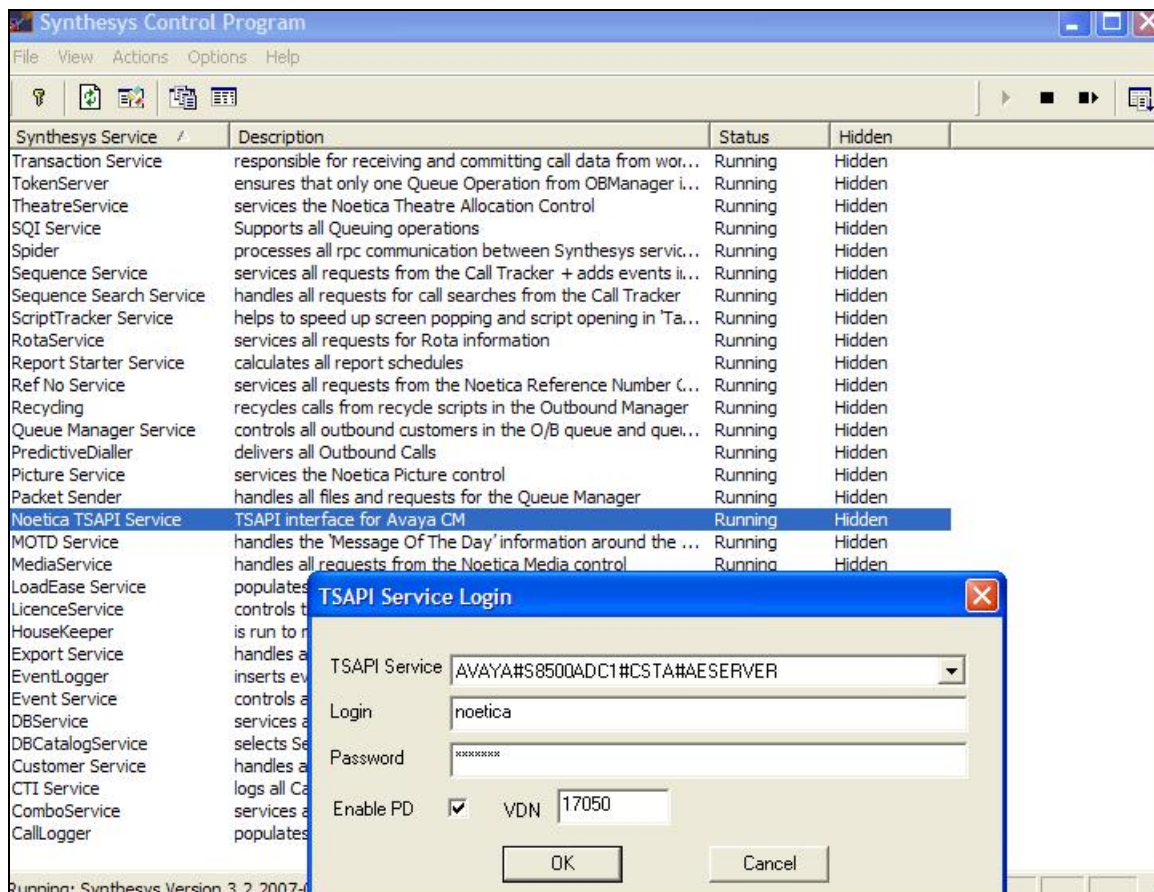 Synthesys Control Program
File View Actions Options Help
Synthesys Service Description Status Hidden
Transaction Service responsible for receiving and committing call data from wor... Running Hidden
TokenServer ensures that only one Queue Operation from OBManager i... Running Hidden
TheatreService services the Noetica Theatre Allocation Control Running Hidden
SQI Service Supports all Queuing operations Running Hidden
Spider processes all rpc communication between Synthesys servic... Running Hidden
Sequence Service services all requests from the Call Tracker + adds events i... Running Hidden
Sequence Search Service handles all requests for call searches from the Call Tracker Running Hidden
ScriptTracker Service helps to speed up screen popping and script opening in 'Ta... Running Hidden
RotaService services all requests for Rota information Running Hidden
Report Starter Service calculates all report schedules Running Hidden
Ref No Service services all requests from the Noetica Reference Number C... Running Hidden
Recycling recycles calls from recycle scripts in the Outbound Manager Running Hidden
Queue Manager Service controls all outbound customers in the O/B queue and quei... Running Hidden
PredictiveDialler delivers all Outbound Calls Running Hidden
Picture Service services the Noetica Picture control Running Hidden
Packet Sender handles all files and requests for the Queue Manager Running Hidden
Noetica TSAPI Service TSAPI interface for Avaya CM Running Hidden
MOTD Service handles the 'Message Of The Day' information around the ... Running Hidden
MediaService handles all requests from the Noetica Media control Running Hidden
LoadEase Service populates
LicenceService controls t
HouseKeeper is run to
Export Service handles a
EventLogger inserts ev
Event Service controls a
DBService services a
DBCatalogService selects Se
Customer Service handles a
CTI Service logs all Ca
ComboService services a
CallLogger populates
TSAPI Service Login
TSAPI Service AVAYA#S8500ADC1#CSTA#AESERVER
Login noetica
Password *******
Enable PD VDN 17050
OK Cancel
Running: Synthesys Version 3.2 2007-